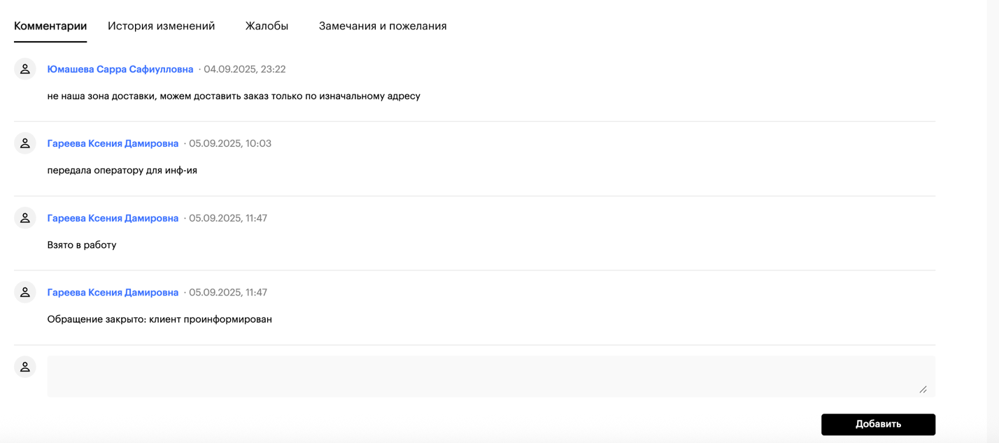 Комментарии История изменений Жалобы Замечания и пожелания
Юмашева Сарра Сафиулловна · 04.09.2025, 23:22
не наша зона доставки, можем доставить заказ только по изначальному адресу
Гареева Ксения Дамировна · 05.09.2025, 10:03
передала оператору для инф-ия
Гареева Ксения Дамировна · 05.09.2025, 11:47
Взято в работу
Гареева Ксения Дамировна · 05.09.2025, 11:47
Обращение закрыто: клиент проинформирован
Добавить